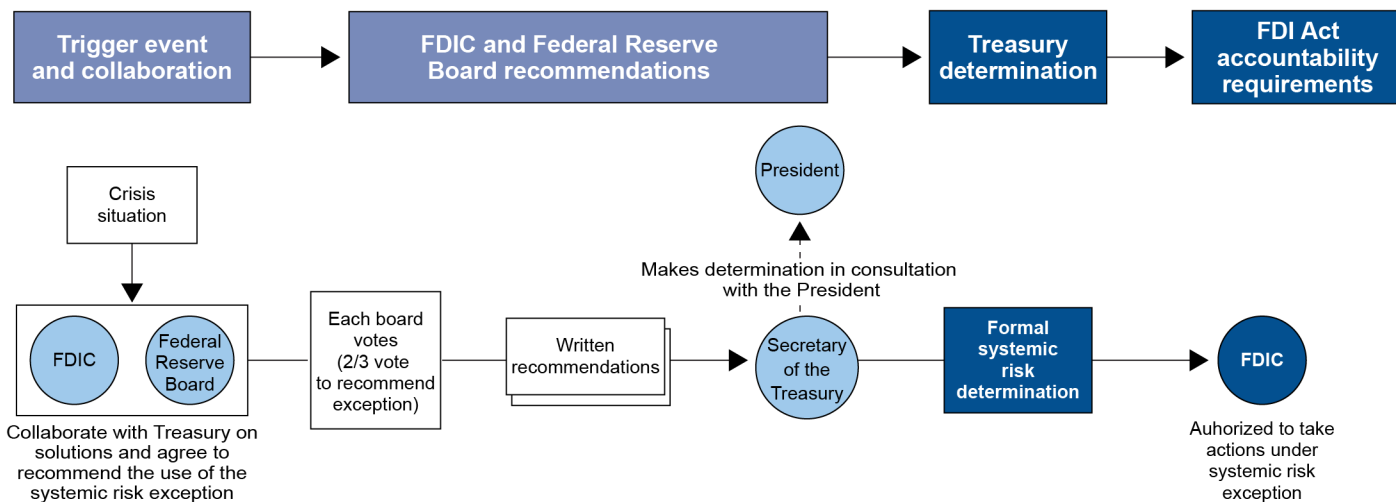 Trigger event
and collaboration
FDIC and Federal Reserve
Board recommendations
Treasury
determination
FDI Act
accountability
requirements
Crisis
situation
FDIC
Federal
Reserve
Board
Collaborate with Treasury on
solutions and agree to
recommend the use of the
systemic risk exception
Each board
votes
(2/3 vote
to recommend
exception)
Written
recommendations
President
Makes determination in consultation
with the President
Secretary
of the
Treasury
Formal
systemic
risk
determination
FDIC
Auhorized to take
actions under
systemic risk
exception